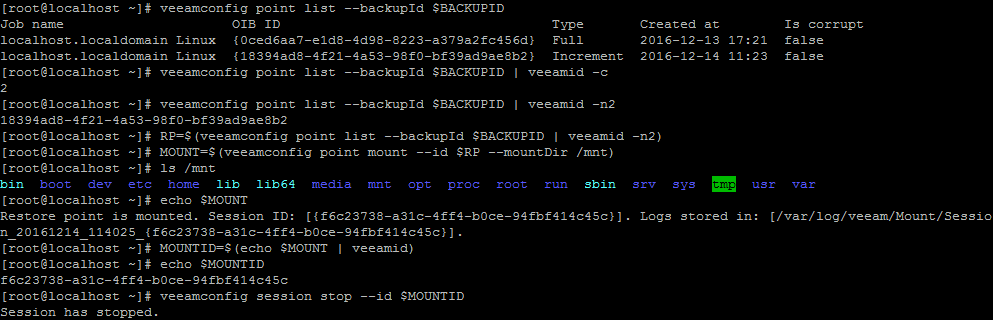 [root@localhost ~]# veeamconfig point list --backupId $BACKUPID
Job name OIB ID Type Created at Is corrupt
localhost.localdomain Linux {0ced6aa7-e1d8-4d98-8223-a379a2fc456d} Full 2016-12-13 17:21 false
localhost.localdomain Linux {18394ad8-4f21-4a53-98f0-bf39ad9ae8b2} Increment 2016-12-14 11:23 false
[root@localhost ~]# veeamconfig point list --backupId $BACKUPID | veeamid -c
2
[root@localhost ~]# veeamconfig point list --backupId $BACKUPID | veeamid -n2
18394ad8-4f21-4a53-98f0-bf39ad9ae8b2
[root@localhost ~]# RP=$(veeamconfig point list --backupId $BACKUPID | veeamid -n2)
[root@localhost ~]# MOUNT=$(veeamconfig point mount --id $RP --mountDir /mnt)
[root@localhost ~]# ls /mnt
bin boot dev etc home lib lib64 media mnt opt proc root run sbin srv sys tmp usr var
[root@localhost ~]# echo $MOUNT
Restore point is mounted. Session ID: [{f6c23738-a31c-4ff4-b0ce-94fbf414c45c}]. Logs stored in: [/var/log/veeam/Mount/Sessio
n_20161214_114025_{f6c23738-a31c-4ff4-b0ce-94fbf414c45c}].
[root@localhost ~]# MOUNTID=$(echo $MOUNT | veeamid)
[root@localhost ~]# echo $MOUNTID
f6c23738-a31c-4ff4-b0ce-94fbf414c45c
[root@localhost ~]# veeamconfig session stop --id $MOUNTID
Session has stopped.